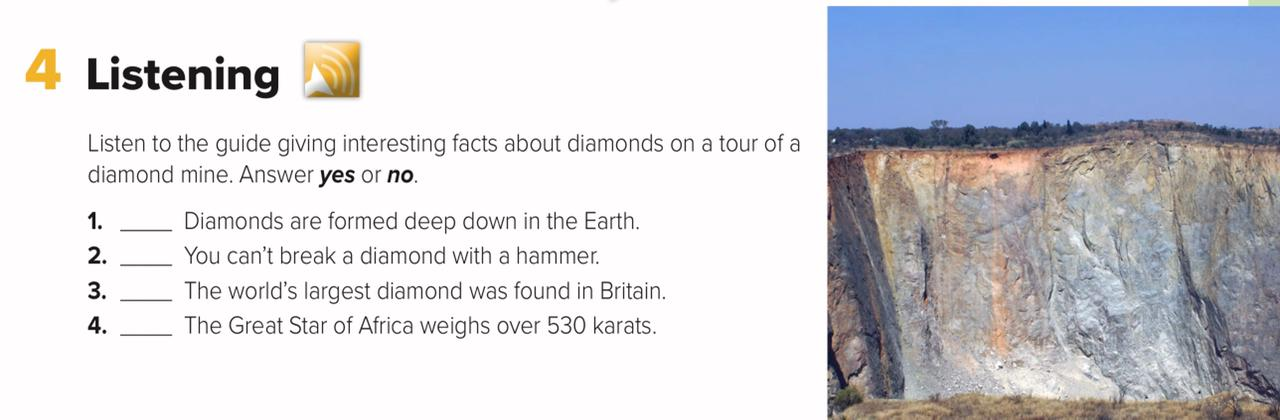 4 Listening
Listen to the guide giving interesting facts about diamonds on a tour of a
diamond mine. Answer yes or no.
1. _____ Diamonds are formed deep down in the Earth.
2. _____ You can’t break a diamond with a hammer.
3. _____ The world’s largest diamond was found in Britain.
4. _____ The Great Star of Africa weighs over 530 karats.